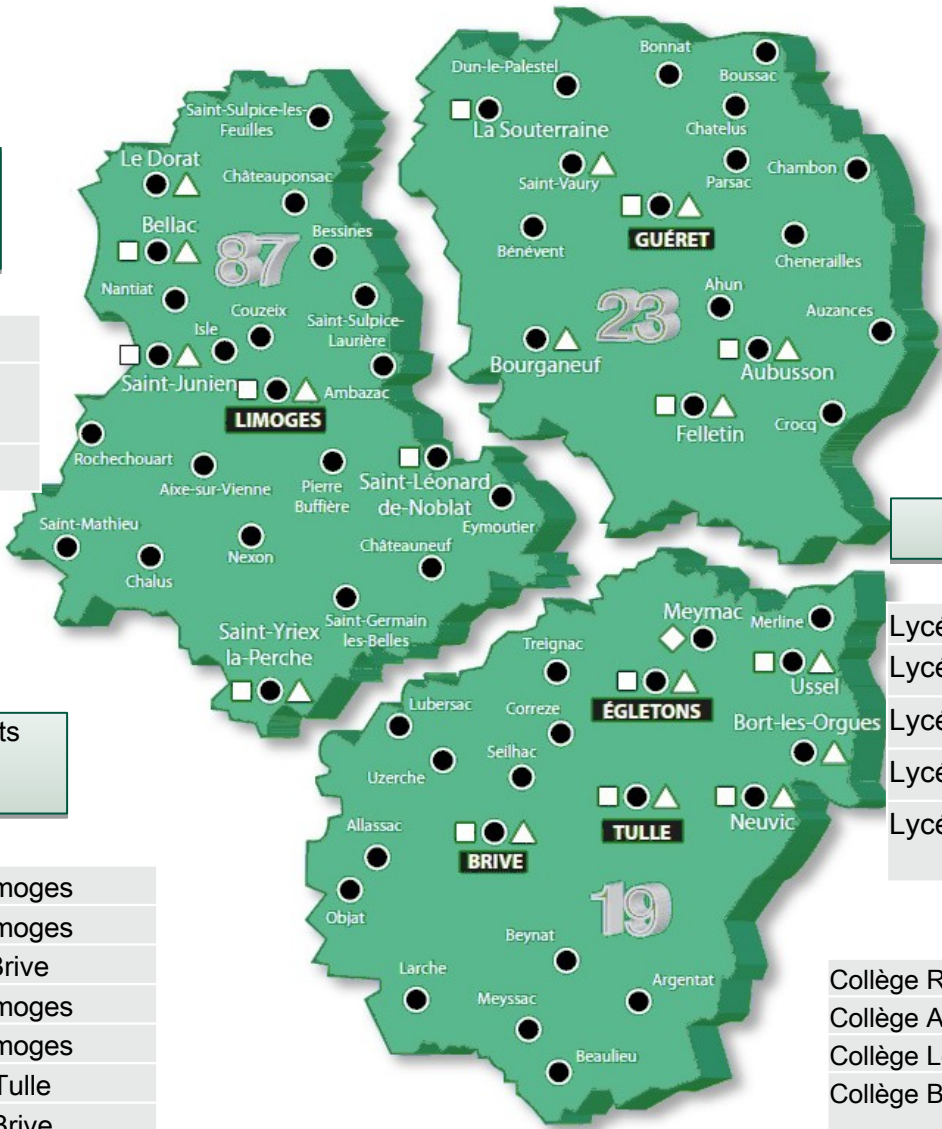 Saint-Sulpice-les-
Feuilles
Le Dorat
Châteauponsac
Bellac
87
Bessines
Nantiat
Couzeix
Isle
Saint-Sulpice-
Laurière
Saint-Junien
Ambazac
LIMOGES
Rochechouart
Aixe-sur-Vienne
Pierre
Buffière
Saint-Léonard
de-Noblat
Eymoutier
Saint-Mathieu
Nexon
Châteauneuf
Chalus
Saint-Germain
les-Belles
Saint-Yriex
la-Perche
Bonnat
Dun-le-Palestel
Boussac
La Souterraine
Chatelus
Saint-Vaury
Parsac
Chambon
GUÉRET
Bénévent
Chenerailles
Ahun
23
Auzances
Bourganeuf
Aubusson
Felletin
Crocq
Meymac
Merline
Treignac
Ussel
Lubersac
Correze
ÉGLETONS
Bort-les-Orgues
Seilhac
Uzerche
Allassac
BRIVE
TULLE
Neuvic
Objat
19
Beynat
Larche
Meyssac
Argentat
Beaulieu
ts
moges
moges
Brive
moges
moges
Tulle
Brive
Lycé
Lycé
Lycé
Lycé
Lycé
Collège R
Collège A
Collège L
Collège B